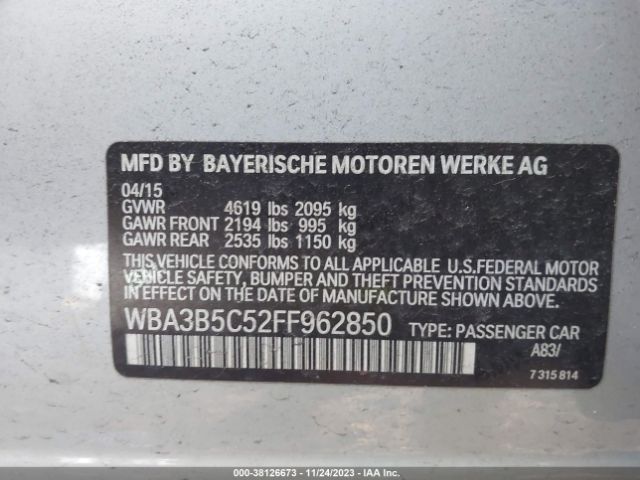 MFD BY BAYERISCHE MOTOREN WERKE AG
04/15
GVWR 4619 lbs 2095 kg
GAWR FRONT 2194 lbs 995 kg
GAWR REAR 2535 lbs 1150 kg
THIS VEHICLE CONFORMS TO ALL APPLICABLE U.S.FEDERAL MOTOR
VEHICLE SAFETY, BUMPER AND THEFT PREVENTION STANDARDS
IN EFFECT ON THE DATE OF MANUFACTURE SHOWN ABOVE.
WBA3B5C52FF962850 TYPE: PASSENGER CAR
A83/
7 315 814
000-38126673 - 11/24/2023 - IAA Inc.